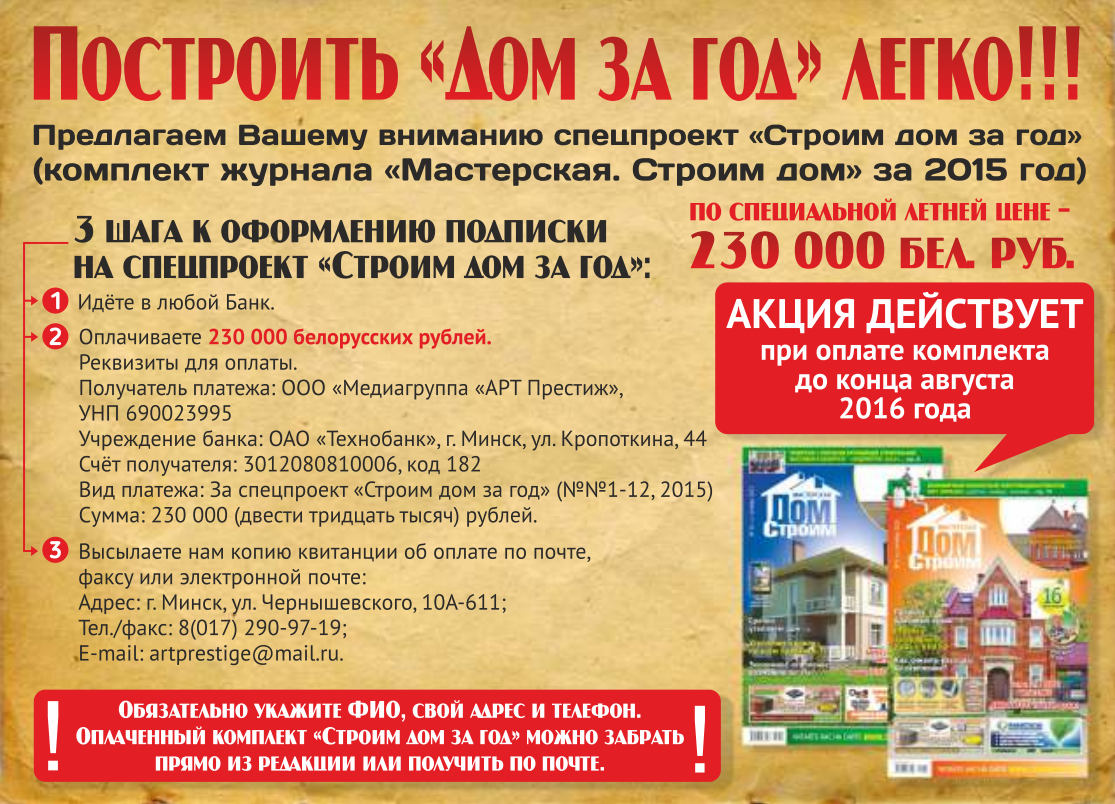 Построить «Дом за год» легко!!!
Предлагаем Вашему вниманию спецпроект «Строим дом за год»
(комплект журнала «Мастерская. Строим дом» за 2015 год)
по специальной летней цене –
230 000 бел. руб.
3 шага к оформлению подписки
на спецпроект «Строим дом за год»:
1 Идёте в любой Банк.
2 Оплачиваете 230 000 белорусских рублей.
Реквизиты для оплаты.
Получатель платежа: ООО «Медиагруппа «АРТ Престиж»,
УНП 690023995
Учреждение банка: ОАО «Технобанк», г. Минск, ул. Кропоткина, 44
Счёт получателя: 3012080810006, код 182
Вид платежа: За спецпроект «Строим дом за год» (№№1-12, 2015)
Сумма: 230 000 (двести тридцать тысяч) рублей.
3 Высылаете нам копию квитанции об оплате по почте,
факсу или электронной почте:
Адрес: г. Минск, ул. Чернышевского, 10А-611;
Тел./факс: 8(017) 290-97-19;
E-mail: artprestige@mail.ru.
АКЦИЯ ДЕЙСТВУЕТ
при оплате комплекта
до конца августа
2016 года
МАСТЕРСКАЯ
Дом
Строим
МАСТЕРСКАЯ
Дом
Строим
16
ЧИТАЙТЕ НАС НА САЙТЕ
! Обязательно укажите ФИО, свой адрес и телефон. !
Оплаченный комплект «Строим дом за год» можно забрать
прямо из редакции или получить по почте.